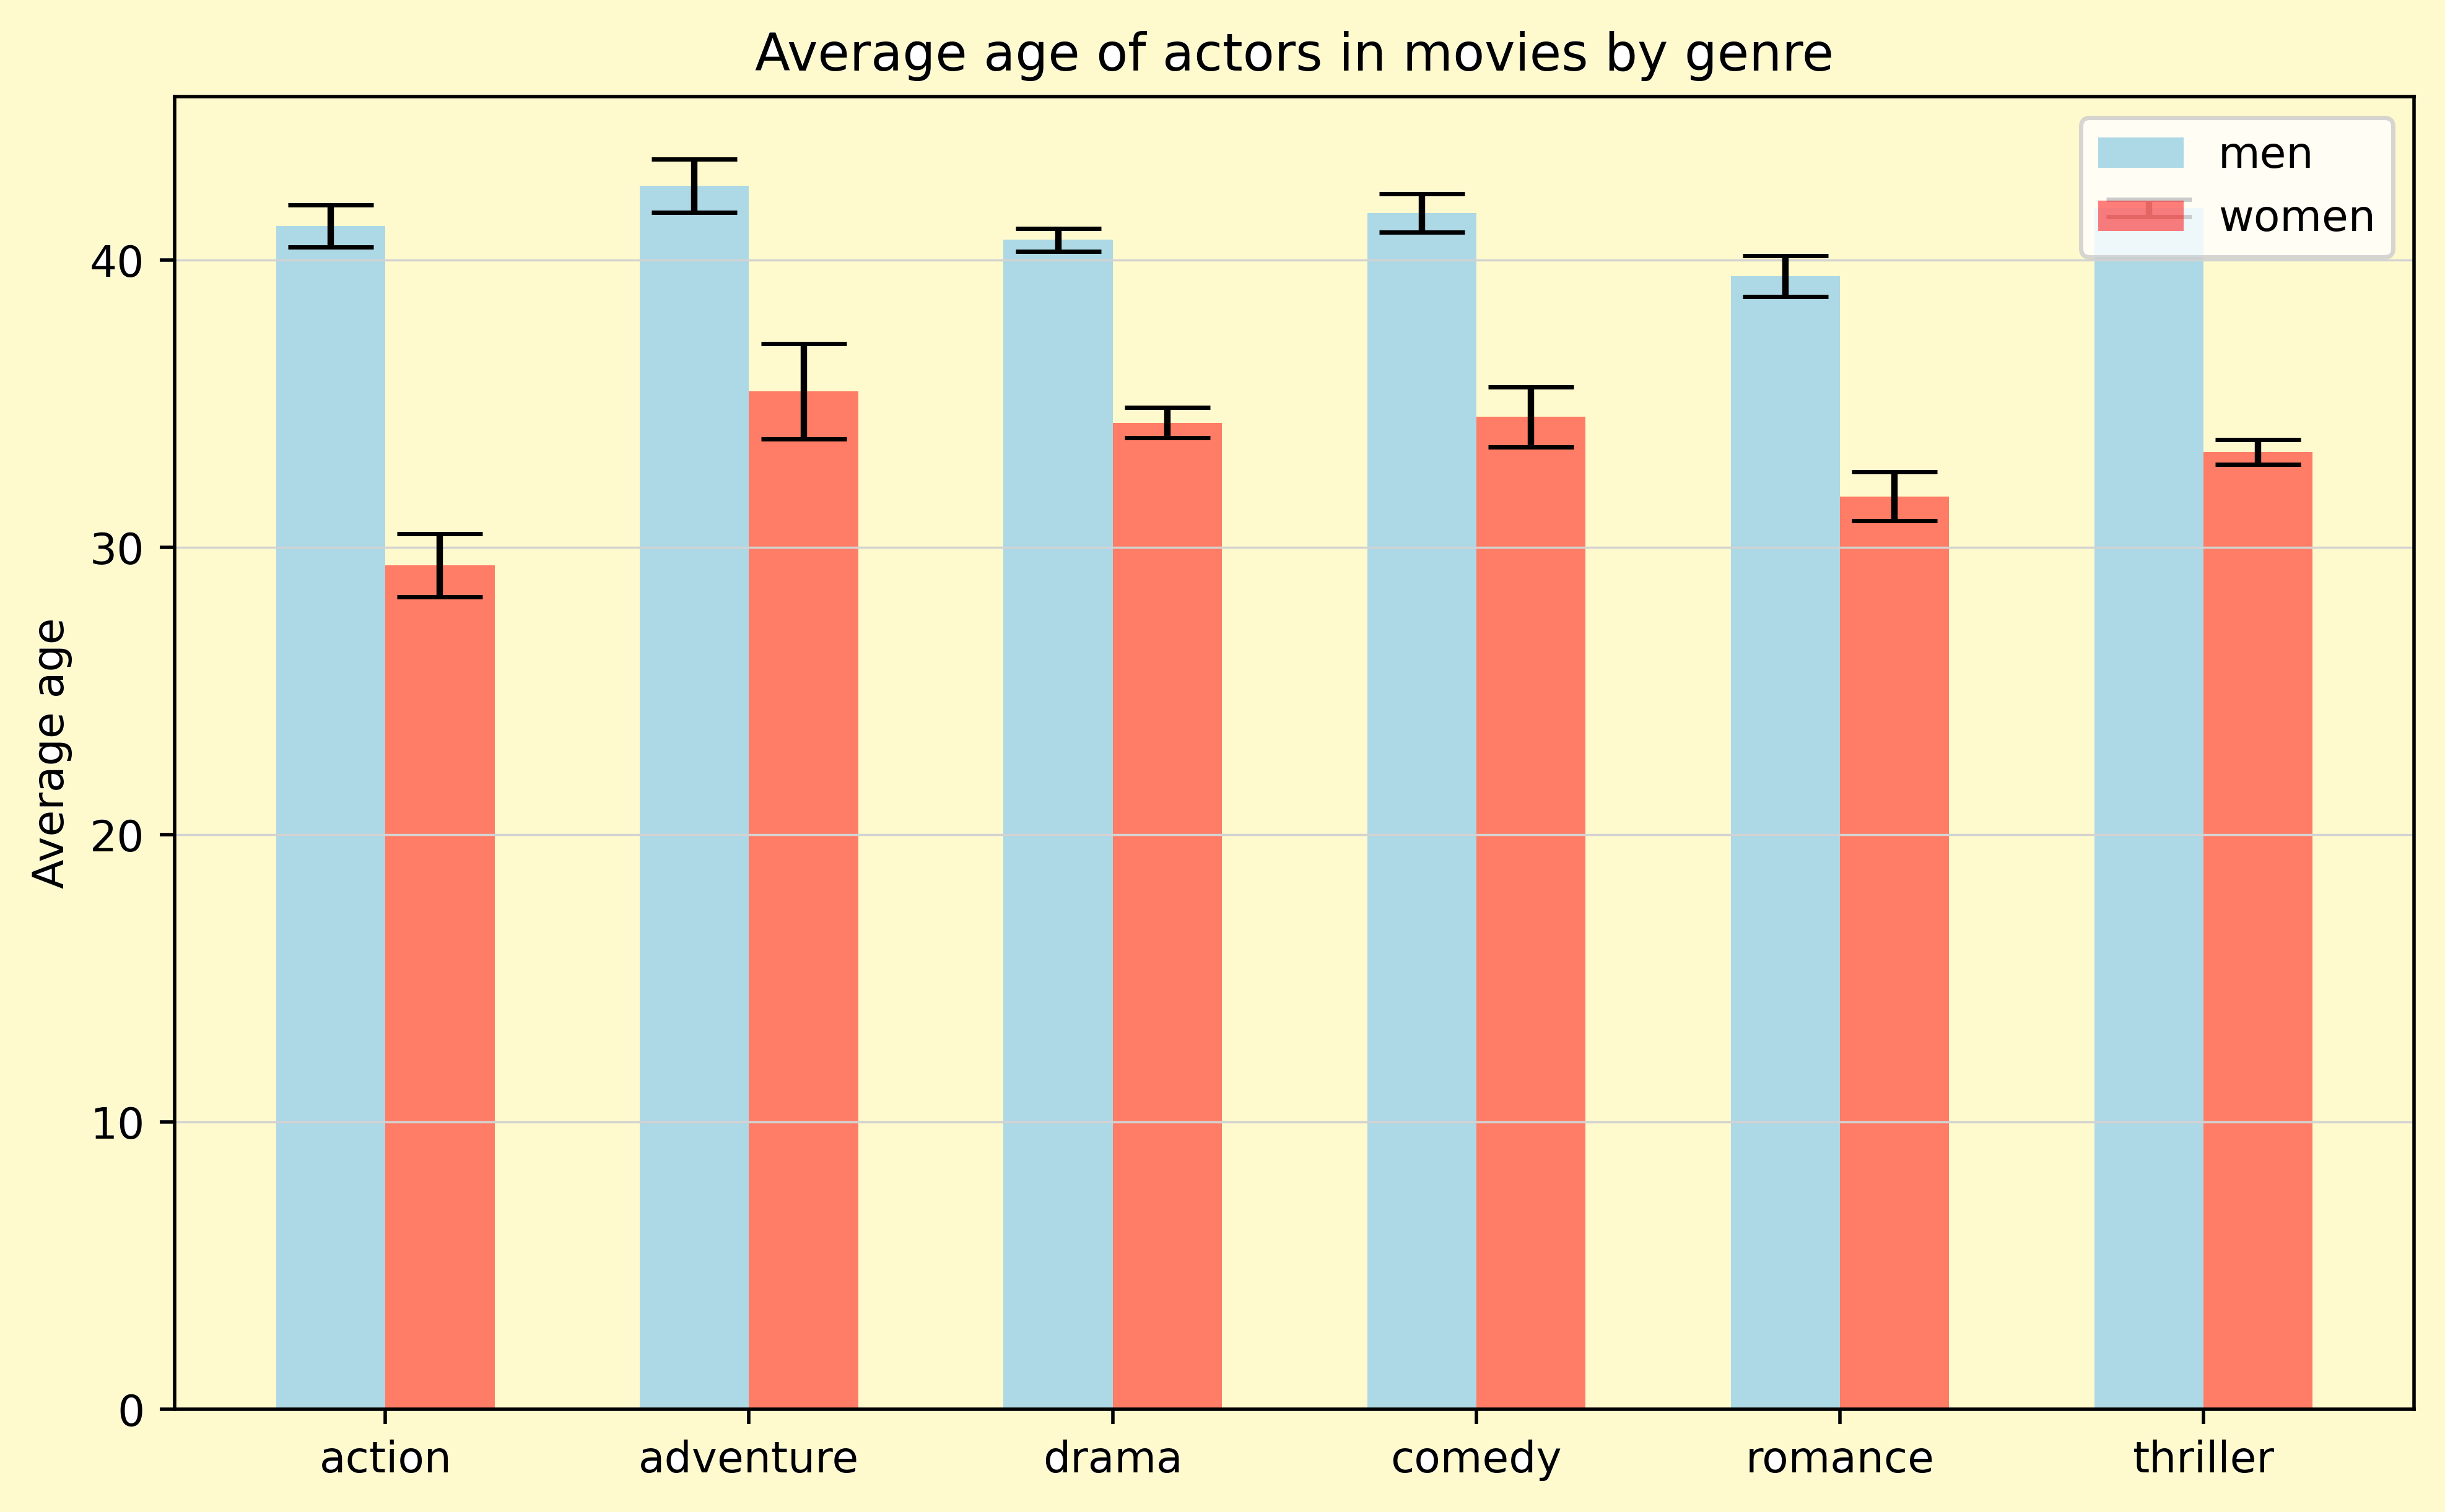 Average age of actors in movies by genre
men
women
Average age
40
30
20
10
0
action
adventure
drama
comedy
romance
thriller